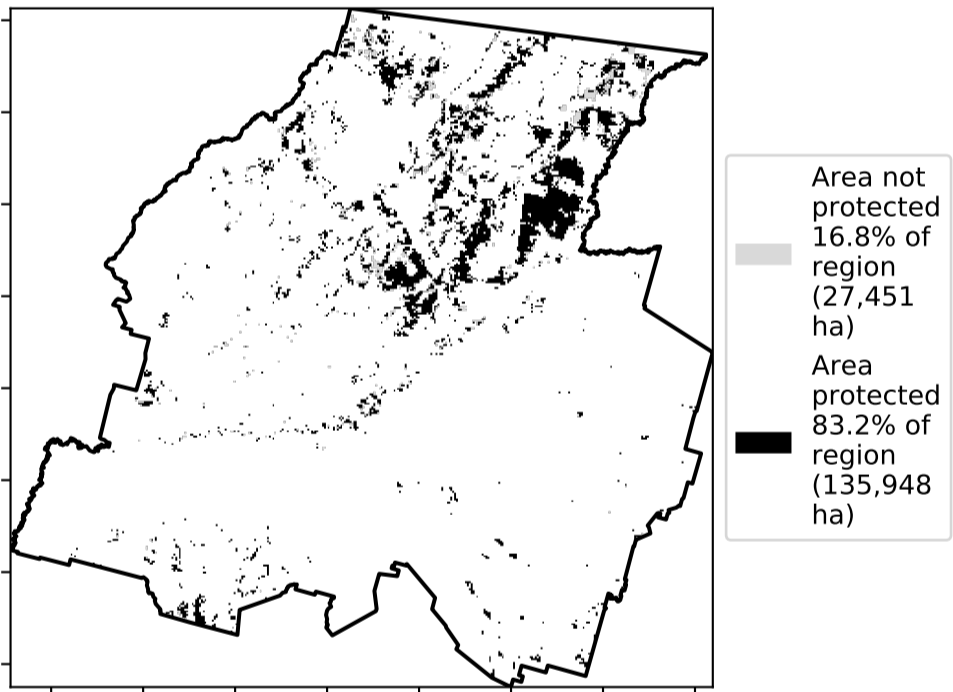 Area not
protected
16.8% of
region
(27,451
ha)
Area
protected
83.2% of
region
(135,948
ha)